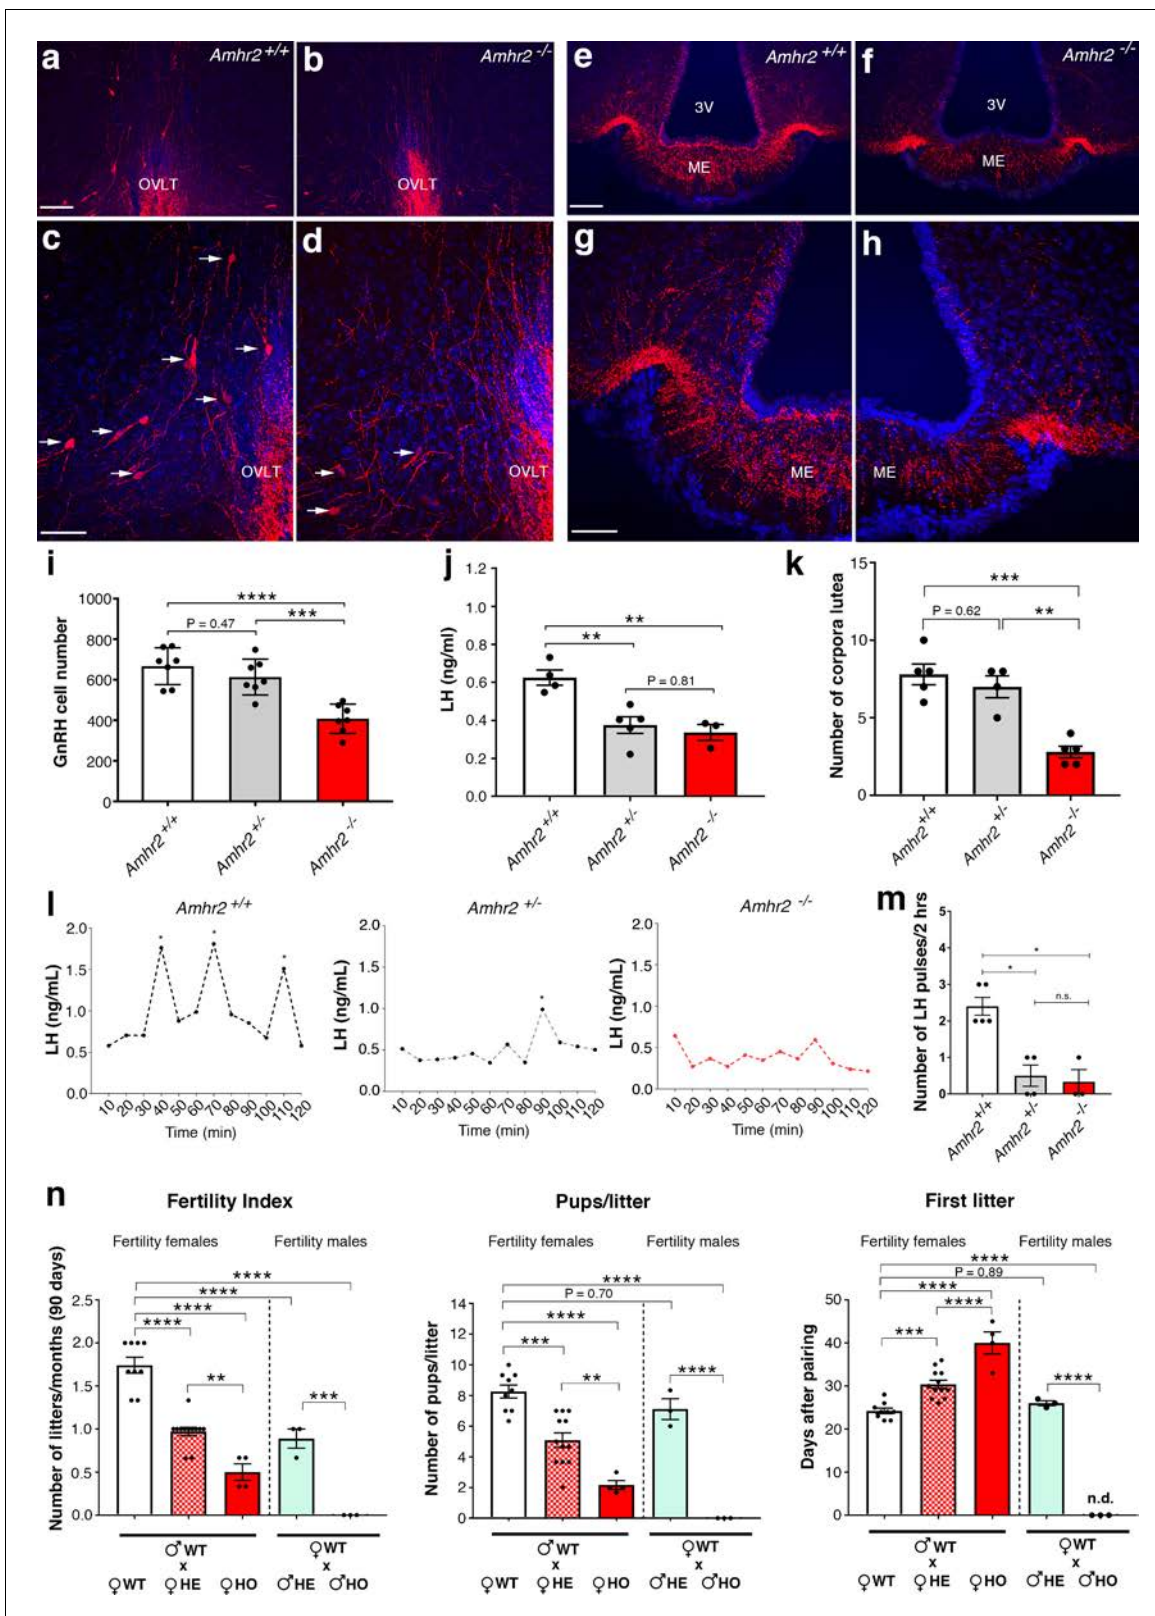 a Amhr2 +/+
b Amhr2 -/-
e Amhr2 +/+
f Amhr2 -/-
3V
3V
ME
ME
OVLT
OVLT
c
d
g
h
OVLT
OVLT
ME
ME
i
GnRH cell number
1000
800
600
400
200
0
****
***
P = 0.47
Amhr2 +/+
Amhr2 +/-
Amhr2 -/-
j
LH (ng/ml)
1.2
1.0
0.8
0.6
0.4
0.2
0.0
**
**
P = 0.81
Amhr2 +/+
Amhr2 +/-
Amhr2 -/-
k
Number of corpora lutea
15
10
5
0
***
P = 0.62
**
Amhr2 +/+
Amhr2 +/-
Amhr2 -/-
l
Amhr2 +/+
LH (ng/mL)
2.0
1.5
1.0
0.5
0.0
* * *
10 20 30 40 50 60 70 80 90 100 110 120
Time (min)
Amhr2 +/-
LH (ng/mL)
2.0
1.5
1.0
0.5
0.0
*
10 20 30 40 50 60 70 80 90 100 110 120
Time (min)
Amhr2 -/-
LH (ng/mL)
2.0
1.5
1.0
0.5
0.0
10 20 30 40 50 60 70 80 90 100 110 120
Time (min)
m
Number of LH pulses/2 hrs
5
4
3
2
1
0
*
*
n.s.
Amhr2 +/+
Amhr2 +/-
Amhr2 -/-
n
Fertility Index
Fertility females Fertility males
Number of litters/months (90 days)
2.5
2.0
1.5
1.0
0.5
0.0
****
****
****
****
**
***
♂WT
x
♀WT ♀HE ♀HO
♀WT
x
♂HE ♂HO
Pups/litter
Fertility females Fertility males
Number of pups/litter
14
12
10
8
6
4
2
0
****
P = 0.70
****
***
**
****
♂WT
x
♀WT ♀HE ♀HO
♀WT
x
♂HE ♂HO
First litter
Fertility females Fertility males
Days after pairing
50
40
30
20
10
0
****
P = 0.89
****
****
***
****
n.d.
♂WT
x
♀WT ♀HE ♀HO
♀WT
x
♂HE ♂HO